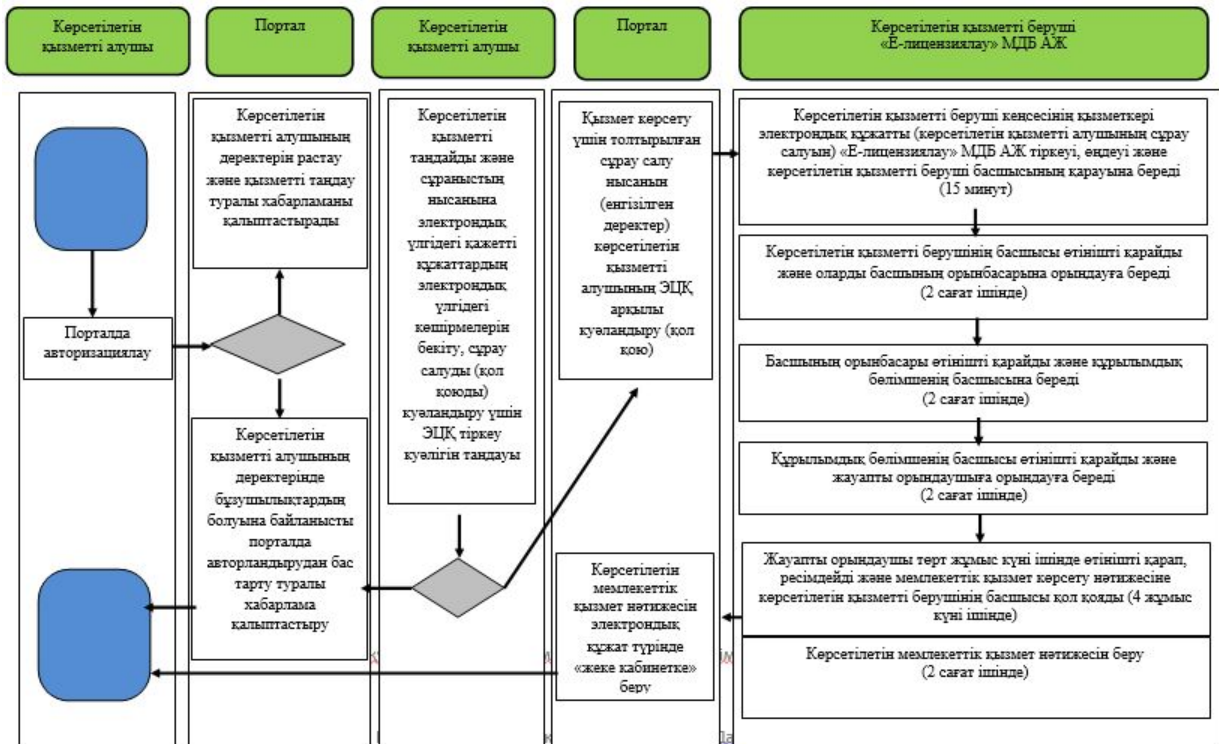 Көрсетілетін
қызметті алушы
Портал
Көрсетілетін
қызметті алушы
Портал
Көрсетілетін қызметті беруші
«Е-лицензиялау» МДБ АЖ
Порталда
авторизациялау
Көрсетілетін
қызметті алушының
деректерін растау
және қызметті таңдау
туралы хабарламаны
қалыптастырады
Көрсетілетін
қызметті алушының
деректерінде
бұзушылықтардың
болуына байланысты
порталда
авторландырудан бас
тарту туралы
хабарлама
қалыптастыру
Көрсетілетін
қызметті
таңдайды және
сұраныстың
нысанына
электрондық
үлгідегі қажетті
құжаттардың
электрондық
үлгідегі
көшірмелерін
бекіту, сұрау
салуды (қол
қоюды)
куәландыру үшін
ЭЦҚ тіркеу
куәлігін таңдауы
Қызмет көрсету
үшін толтырылған
сұрау салу
нысанын
(енгізілген
деректер)
көрсетілетін
қызметті
алушының ЭЦҚ
арқылы
куәландыру (қол
қою)
Көрсетілетін
мемлекеттік
қызмет нәтижесін
электрондық
құжат түрінде
«жеке кабинетке»
беру
Көрсетілетін қызметті беруші кеңсесінің қызметкері
электрондық құжатты (көрсетілетін қызметті алушының сұрау
салуын) «Е-лицензиялау» МДБ АЖ тіркеуі, өңдеуі және
көрсетілетін қызметті беруші басшысының қарауына береді
(15 минут)
Көрсетілетін қызметті берушінің басшысы өтінішті қарайды
және оларды басшының орынбасарына орындауға береді
(2 сағат ішінде)
Басшының орынбасары өтінішті қарайды және құрылымдық
бөлімшенің басшысына береді
(2 сағат ішінде)
Құрылымдық бөлімшенің басшысы өтінішті қарайды және
жауапты орындаушыға орындауға береді
(2 сағат ішінде)
Жауапты орындаушы төрт жұмыс күні ішінде өтінішті қарап,
ресімдейді және мемлекеттік қызмет көрсету нәтижесіне
көрсетілетін қызметті берушінің басшысы қол қояды (4 жұмыс
күні ішінде)
Көрсетілетін мемлекеттік қызмет нәтижесін беру
(2 сағат ішінде)